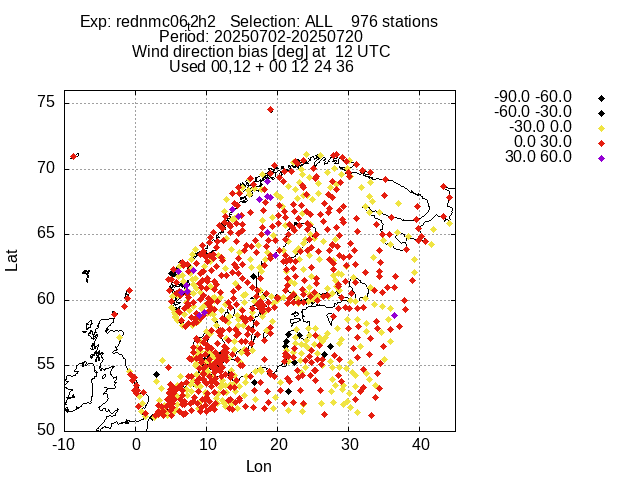 Exp: rednmc06.2h2 Selection: ALL 976 stations
Period: 20250702-20250720
Wind direction bias [deg] at 12 UTC
Used 00,12 + 00 12 24 36
-90.0 -60.0
-60.0 -30.0
-30.0 0.0
0.0 30.0
30.0 60.0
75
70
65
60
55
50
Lat
-10 0 10 20 30 40
Lon